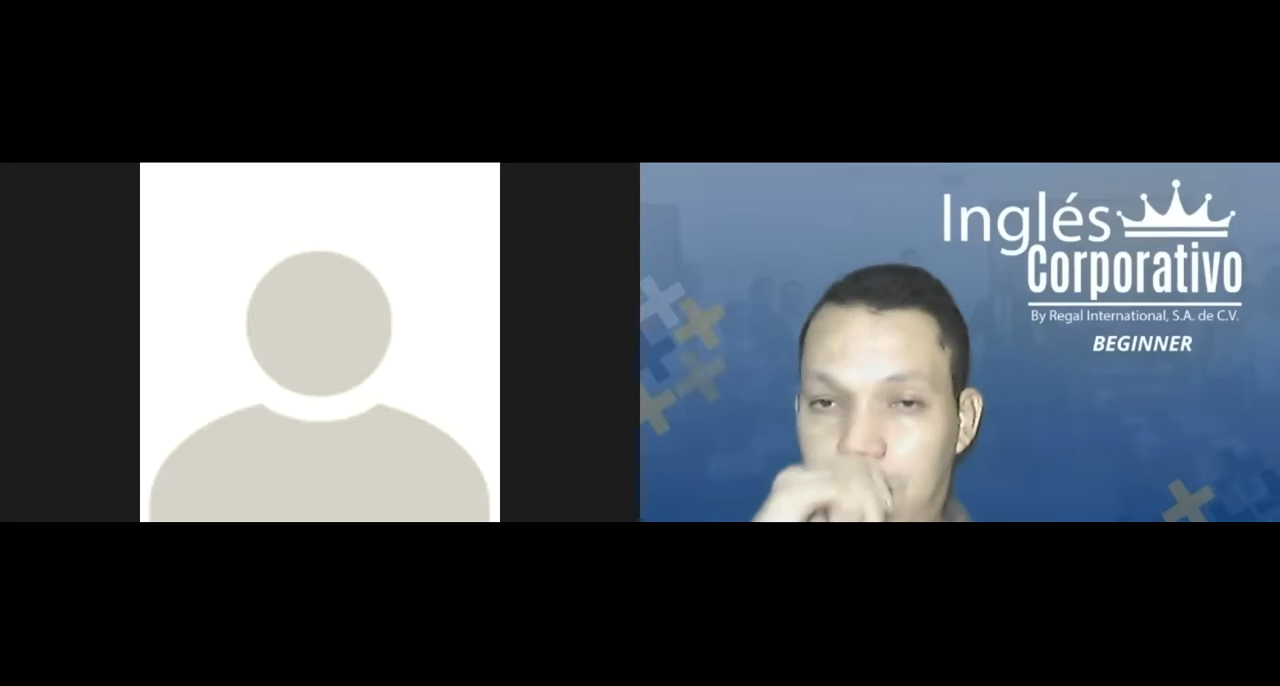 Inglés
Corporativo
By Regal International, S.A. de C.V.
BEGINNER